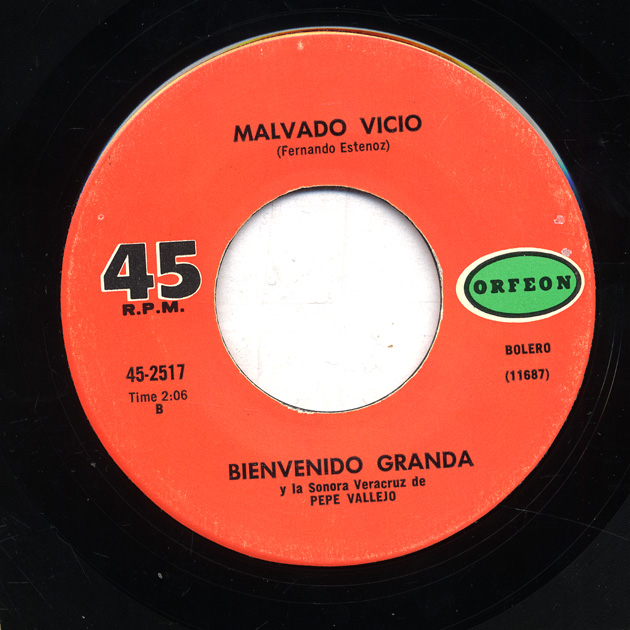 MALVADO VICIO
(Fernando Estenoz)
45
R.P.M.
ORFEON
45-2517
Time 2:06
B
BOLERO
(11687)
BIENVENIDO GRANDA
y la Sonora Veracruz de
PEPE VALLEJO